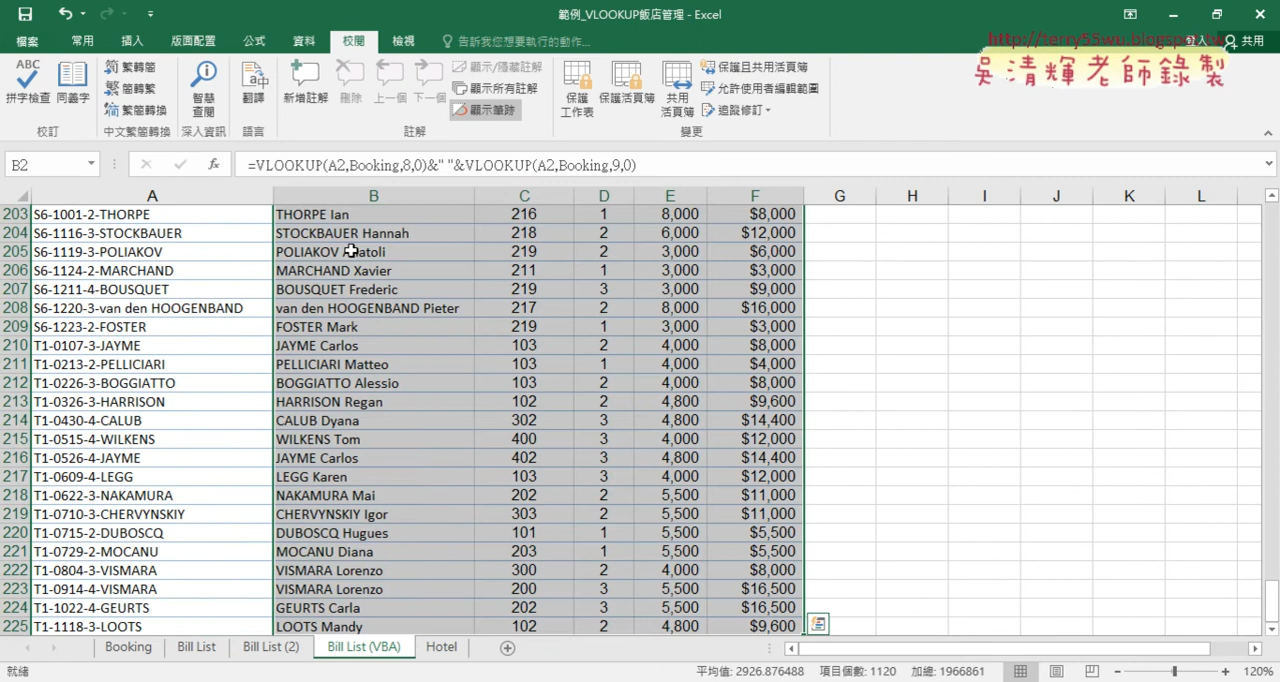 範例_VLOOKUP飯店管理 - Excel
檔案 常用 插入 版面配置 公式 資料 校閱 檢視 告訴我您想要執行的動作... 登入 共用
http://terry55wu.blogspot.tw
吳清輝老師錄製
ABC 拼字檢查 同義字 校訂
繁轉簡
簡轉繁
繁簡轉換
中文繁簡轉換
智慧查閱 深入資訊
翻譯 語言
新增註解 刪除 上一個 下一個
顯示/隱藏註解
顯示所有註解
顯示筆跡
註解
保護工作表 保護活頁簿 共用活頁簿
保護且共用活頁簿
允許使用者編輯範圍
追蹤修訂
變更
B2 fx =VLOOKUP(A2,Booking,8,0)&" "&VLOOKUP(A2,Booking,9,0)
A B C D E F G H I J K L
203 S6-1001-2-THORPE THORPE Ian 216 1 8,000 $8,000
204 S6-1116-3-STOCKBAUER STOCKBAUER Hannah 218 2 6,000 $12,000
205 S6-1119-3-POLIAKOV POLIAKOV 219 2 3,000 $6,000
206 S6-1124-2-MARCHAND MARCHAND Xavier 211 1 3,000 $3,000
207 S6-1211-4-BOUSQUET BOUSQUET Frederic 219 3 3,000 $9,000
208 S6-1220-3-van den HOOGENBAND van den HOOGENBAND Pieter 217 2 8,000 $16,000
209 S6-1223-2-FOSTER FOSTER Mark 219 1 3,000 $3,000
210 T1-0107-3-JAYME JAYME Carlos 103 2 4,000 $8,000
211 T1-0213-2-PELLICIARI PELLICIARI Matteo 103 1 4,000 $4,000
212 T1-0226-3-BOGGIATTO BOGGIATTO Alessio 103 2 4,000 $8,000
213 T1-0326-3-HARRISON HARRISON Regan 102 2 4,800 $9,600
214 T1-0430-4-CALUB CALUB Dyana 302 3 4,800 $14,400
215 T1-0515-4-WILKENS WILKENS Tom 400 3 4,000 $12,000
216 T1-0526-4-JAYME JAYME Carlos 402 3 4,800 $14,400
217 T1-0609-4-LEGG LEGG Karen 103 3 4,000 $12,000
218 T1-0622-3-NAKAMURA NAKAMURA Mai 202 2 5,500 $11,000
219 T1-0710-3-CHERVYNSKIY CHERVYNSKIY Igor 303 2 5,500 $11,000
220 T1-0715-2-DUBOSCQ DUBOSCQ Hugues 101 1 5,500 $5,500
221 T1-0729-2-MOCANU MOCANU Diana 203 1 5,500 $5,500
222 T1-0804-3-VISMARA VISMARA Lorenzo 300 2 4,000 $8,000
223 T1-0914-4-VISMARA VISMARA Lorenzo 200 3 5,500 $16,500
224 T1-1022-4-GEURTS GEURTS Carla 202 3 5,500 $16,500
225 T1-1118-3-LOOTS LOOTS Mandy 102 2 4,800 $9,600
Booking Bill List Bill List (2) Bill List (VBA) Hotel
就緒 平均值: 2926.876488 項目個數: 1120 加總: 1966861 120%